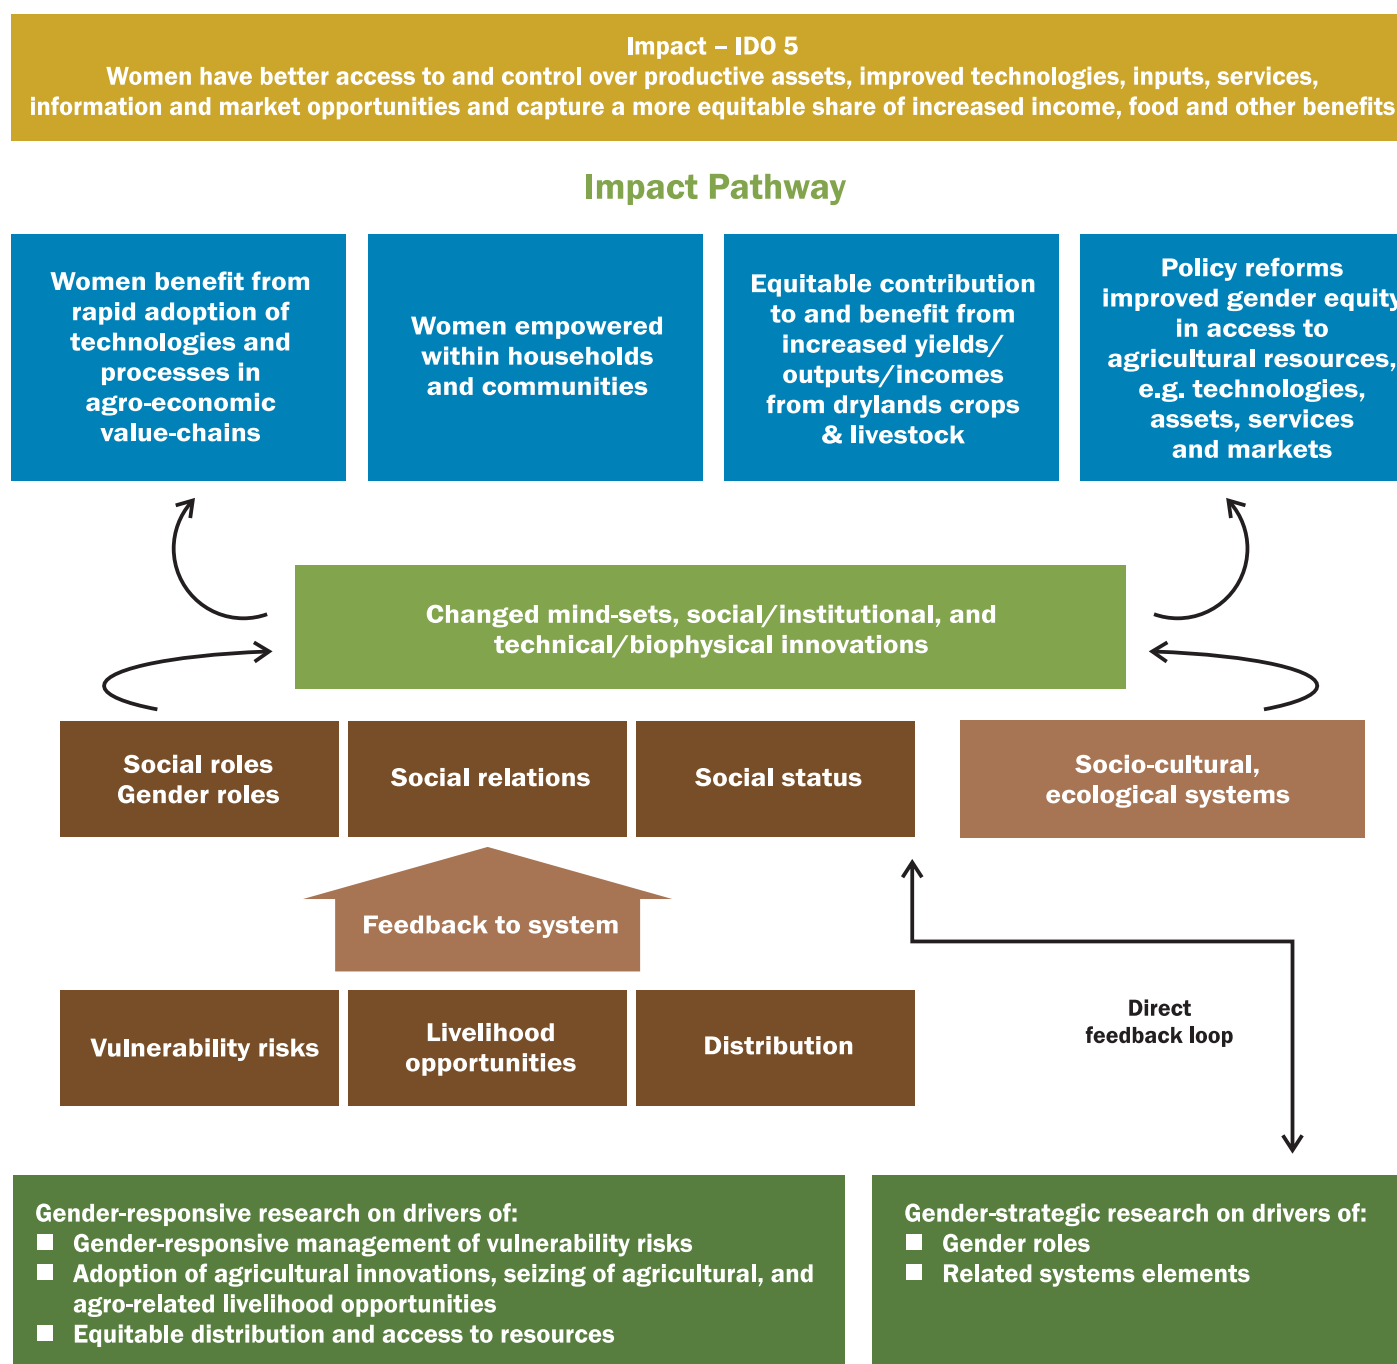 Impact – IDO 5
Women have better access to and control over productive assets, improved technologies, inputs, services,
information and market opportunities and capture a more equitable share of increased income, food and other benefits
Impact Pathway
Women benefit from
rapid adoption of
technologies and
processes in
agro-economic
value-chains
Women empowered
within households
and communities
Equitable contribution
to and benefit from
increased yields/
outputs/incomes
from drylands crops
& livestock
Policy reforms
improved gender equity
in access to
agricultural resources,
e.g. technologies,
assets, services
and markets
Changed mind-sets, social/institutional, and
technical/biophysical innovations
Social roles
Gender roles
Social relations
Social status
Socio-cultural,
ecological systems
Feedback to system
Vulnerability risks
Livelihood
opportunities
Distribution
Direct
feedback loop
Gender-responsive research on drivers of:
Gender-responsive management of vulnerability risks
Adoption of agricultural innovations, seizing of agricultural, and
agro-related livelihood opportunities
Equitable distribution and access to resources
Gender-strategic research on drivers of:
Gender roles
Related systems elements